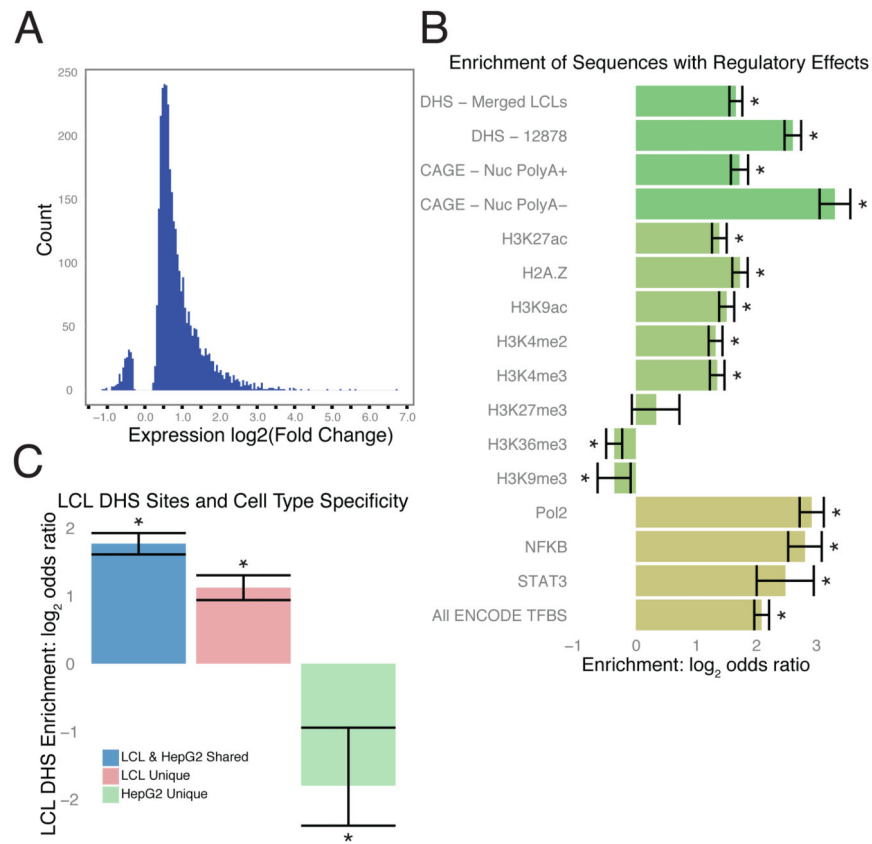 A
250
200
150
100
50
0
Count
−1.0 0.0 1.0 2.0 3.0 4.0 5.0 6.0 7.0
Expression log2(Fold Change)
B
Enrichment of Sequences with Regulatory Effects
DHS − Merged LCLs *
DHS − 12878 *
CAGE − Nuc PolyA+ *
CAGE − Nuc PolyA− *
H3K27ac *
H2A.Z *
H3K9ac *
H3K4me2 *
H3K4me3 *
H3K27me3
H3K36me3 *
H3K9me3 *
Pol2 *
NFKB *
STAT3 *
All ENCODE TFBS *
−1 0 1 2 3
Enrichment: log2 odds ratio
C
LCL DHS Sites and Cell Type Specificity
2
1
0
−1
−2
LCL DHS Enrichment: log2 odds ratio
*
*
*
LCL & HepG2 Shared
LCL Unique
HepG2 Unique